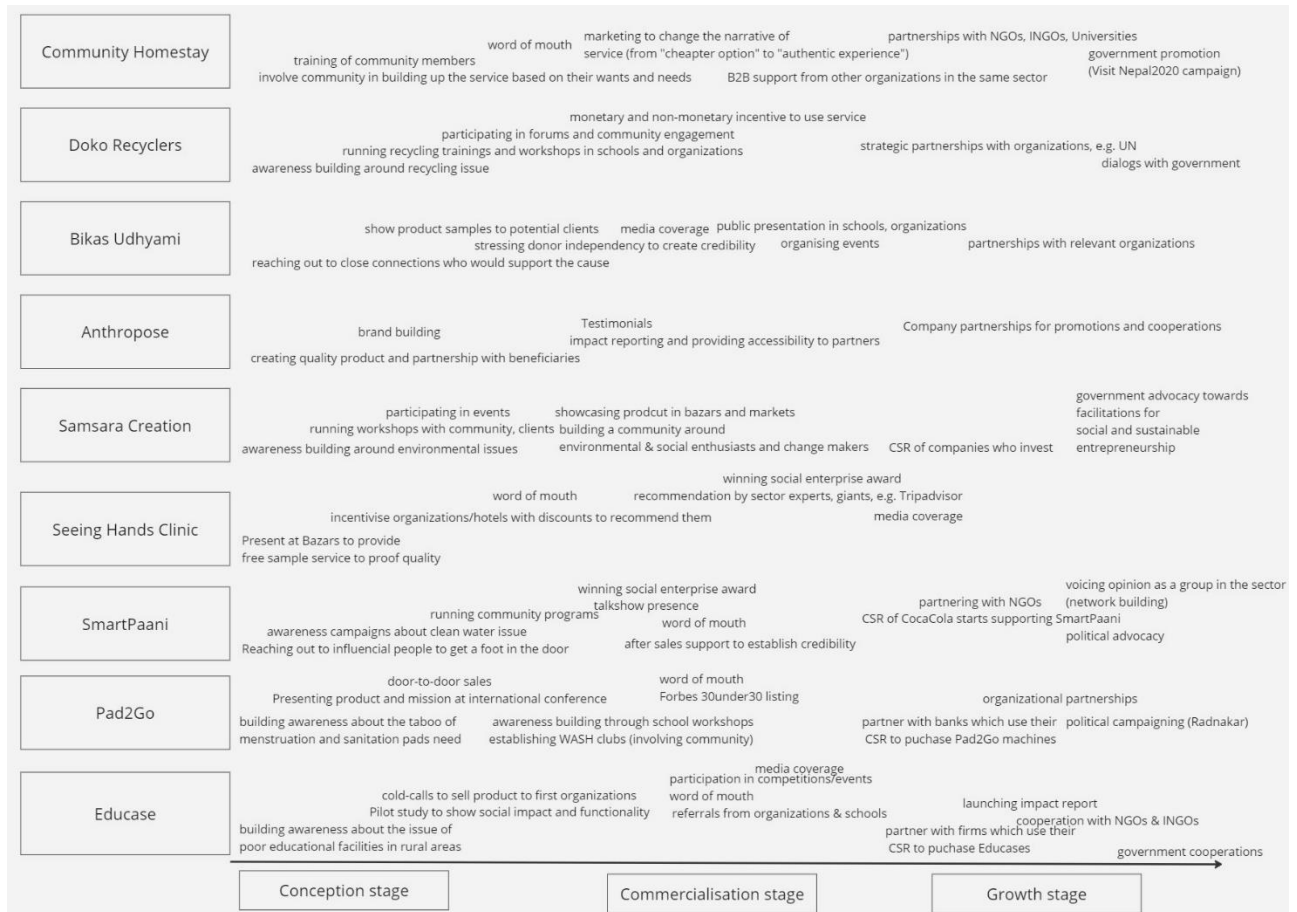 Community Homestay
word of mouth
marketing to change the narrative of
service (from "cheapter option" to "authentic experience")
partnerships with NGOs, INGOs, Universities
training of community members
government promotion
(Visit Nepal2020 campaign)
involve community in building up the service based on their wants and needs
B2B support from other organizations in the same sector
Doko Recyclers
monetary and non-monetary incentive to use service
participating in forums and community engagement
running recycling trainings and workshops in schools and organizations
strategic partnerships with organizations, e.g. UN
awareness building around recycling issue
dialogs with government
Bikas Udhyami
show product samples to potential clients
media coverage
public presentation in schools, organizations
stressing donor independency to create credibility
organising events
partnerships with relevant organizations
reaching out to close connections who would support the cause
Anthropose
brand building
Testimonials
impact reporting and providing accessibility to partners
Company partnerships for promotions and cooperations
creating quality product and partnership with beneficiaries
Samsara Creation
participating in events
running workshops with community, clients
awareness building around environmental issues
showcasing prodcut in bazars and markets
building a community around
environmental & social enthusiasts and change makers
CSR of companies who invest
government advocacy towards
facilitations for
social and sustainable
entrepreneurship
Seeing Hands Clinic
winning social enterprise award
word of mouth
recommendation by sector experts, giants, e.g. Tripadvisor
incentivise organizations/hotels with discounts to recommend them
media coverage
Present at Bazars to provide
free sample service to proof quality
SmartPaani
winning social enterprise award
talkshow presence
running community programs
word of mouth
awareness campaigns about clean water issue
Reaching out to influencial people to get a foot in the door
after sales support to establish credibility
partnering with NGOs
CSR of CocaCola starts supporting SmartPaani
voicing opinion as a group in the sector
(network building)
political advocacy
Pad2Go
door-to-door sales
Presenting product and mission at international conference
word of mouth
Forbes 30under30 listing
organizational partnerships
building awareness about the taboo of
menstruation and sanitation pads need
awareness building through school workshops
establishing WASH clubs (involving community)
partner with banks which use their
CSR to puchase Pad2Go machines
political campaigning (Radnakar)
Educase
media coverage
participation in competitions/events
cold-calls to sell product to first organizations
word of mouth
Pilot study to show social impact and functionality
referrals from organizations & schools
launching impact report
cooperation with NGOs & INGOs
building awareness about the issue of
poor educational facilities in rural areas
partner with firms which use their
CSR to puchase Educases
government cooperations
Conception stage
Commercialisation stage
Growth stage